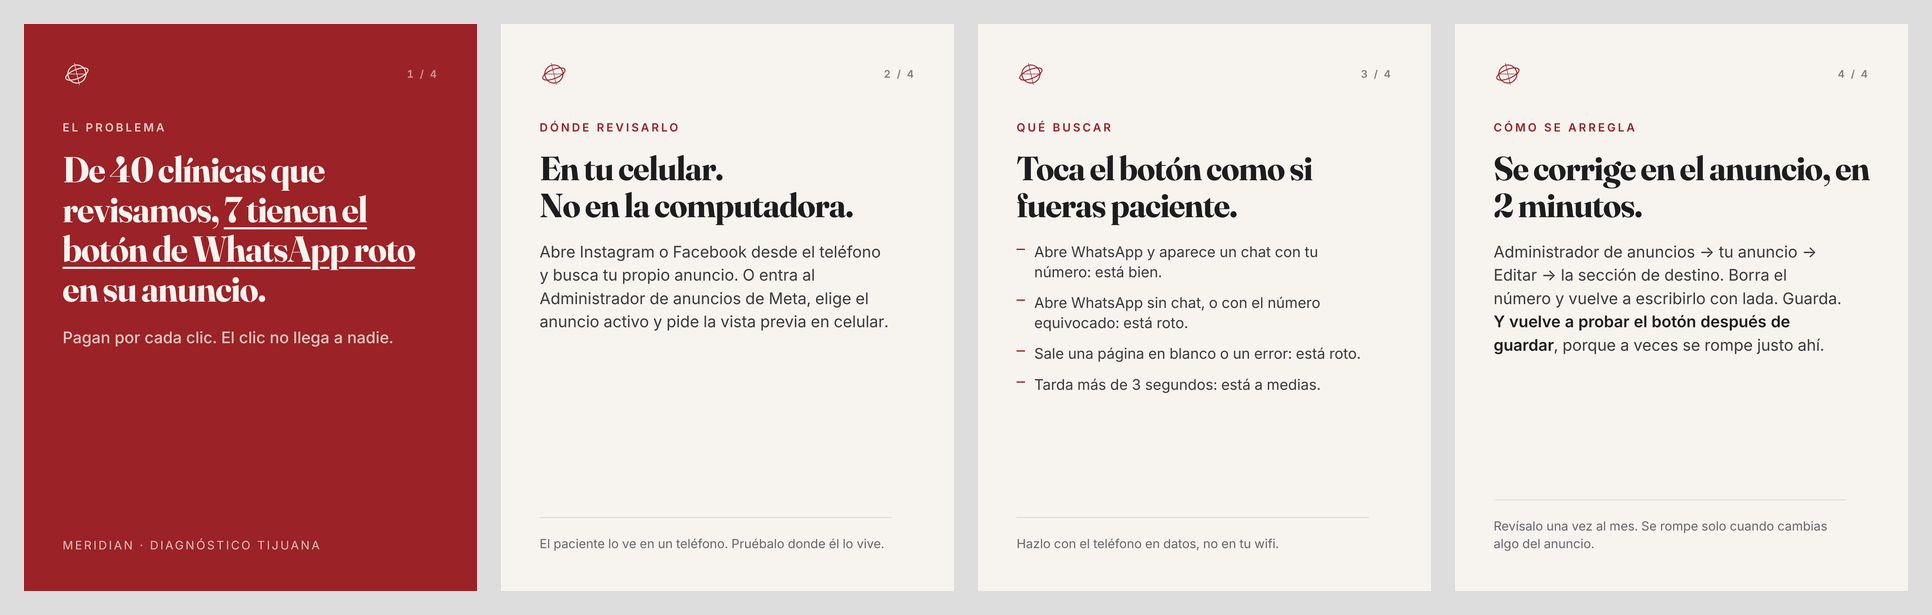 1 / 4
EL PROBLEMA
De 40 clínicas que
revisamos, 7 tienen el
botón de WhatsApp roto
en su anuncio.
Pagan por cada clic. El clic no llega a nadie.
MERIDIAN · DIAGNÓSTICO TIJUANA
2 / 4
DÓNDE REVISARLO
En tu celular.
No en la computadora.
Abre Instagram o Facebook desde el teléfono
y busca tu propio anuncio. O entra al
Administrador de anuncios de Meta, elige el
anuncio activo y pide la vista previa en celular.
El paciente lo ve en un teléfono. Pruébalo donde él lo vive.
3 / 4
QUÉ BUSCAR
Toca el botón como si
fueras paciente.
– Abre WhatsApp y aparece un chat con tu
número: está bien.
– Abre WhatsApp sin chat, o con el número
equivocado: está roto.
– Sale una página en blanco o un error: está roto.
– Tarda más de 3 segundos: está a medias.
Hazlo con el teléfono en datos, no en tu wifi.
4 / 4
CÓMO SE ARREGLA
Se corrige en el anuncio, en
2 minutos.
Administrador de anuncios → tu anuncio →
Editar → la sección de destino. Borra el
número y vuelve a escribirlo con lada. Guarda.
Y vuelve a probar el botón después de
guardar, porque a veces se rompe justo ahí.
Revísalo una vez al mes. Se rompe solo cuando cambias
algo del anuncio.